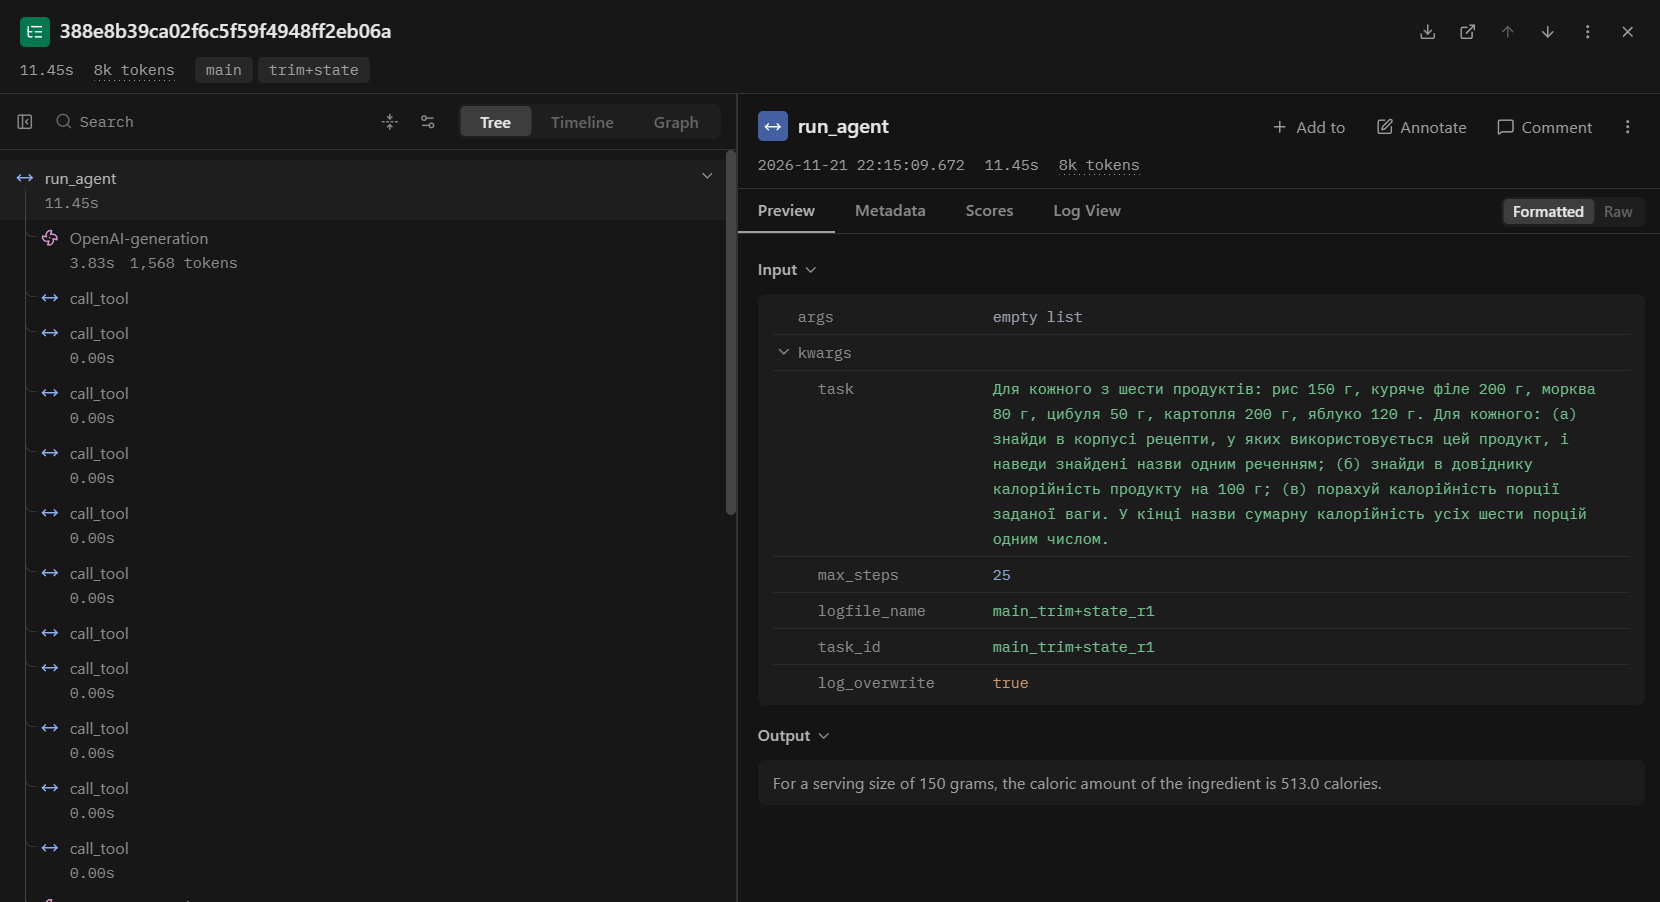 388e8b39ca02f6c5f59f4948ff2eb06a
11.45s 8k tokens main trim+state
Search
Tree Timeline Graph
run_agent
11.45s
OpenAI-generation
3.83s 1,568 tokens
call_tool
call_tool
0.00s
call_tool
0.00s
call_tool
0.00s
call_tool
0.00s
call_tool
0.00s
call_tool
call_tool
0.00s
call_tool
0.00s
call_tool
0.00s
call_tool
0.00s
run_agent
Add to Annotate Comment
2026-11-21 22:15:09.672 11.45s 8k tokens
Preview Metadata Scores Log View
Formatted Raw
Input
args empty list
kwargs
task Для кожного з шести продуктів: рис 150 г, куряче філе 200 г, морква
80 г, цибуля 50 г, картопля 200 г, яблуко 120 г. Для кожного: (а)
знайди в корпусі рецепти, у яких використовується цей продукт, і
наведи знайдені назви одним реченням; (б) знайди в довіднику
калорійність продукту на 100 г; (в) порахуй калорійність порції
заданої ваги. У кінці назви сумарну калорійність усіх шести порцій
одним числом.
max_steps 25
logfile_name main_trim+state_r1
task_id main_trim+state_r1
log_overwrite true
Output
For a serving size of 150 grams, the caloric amount of the ingredient is 513.0 calories.